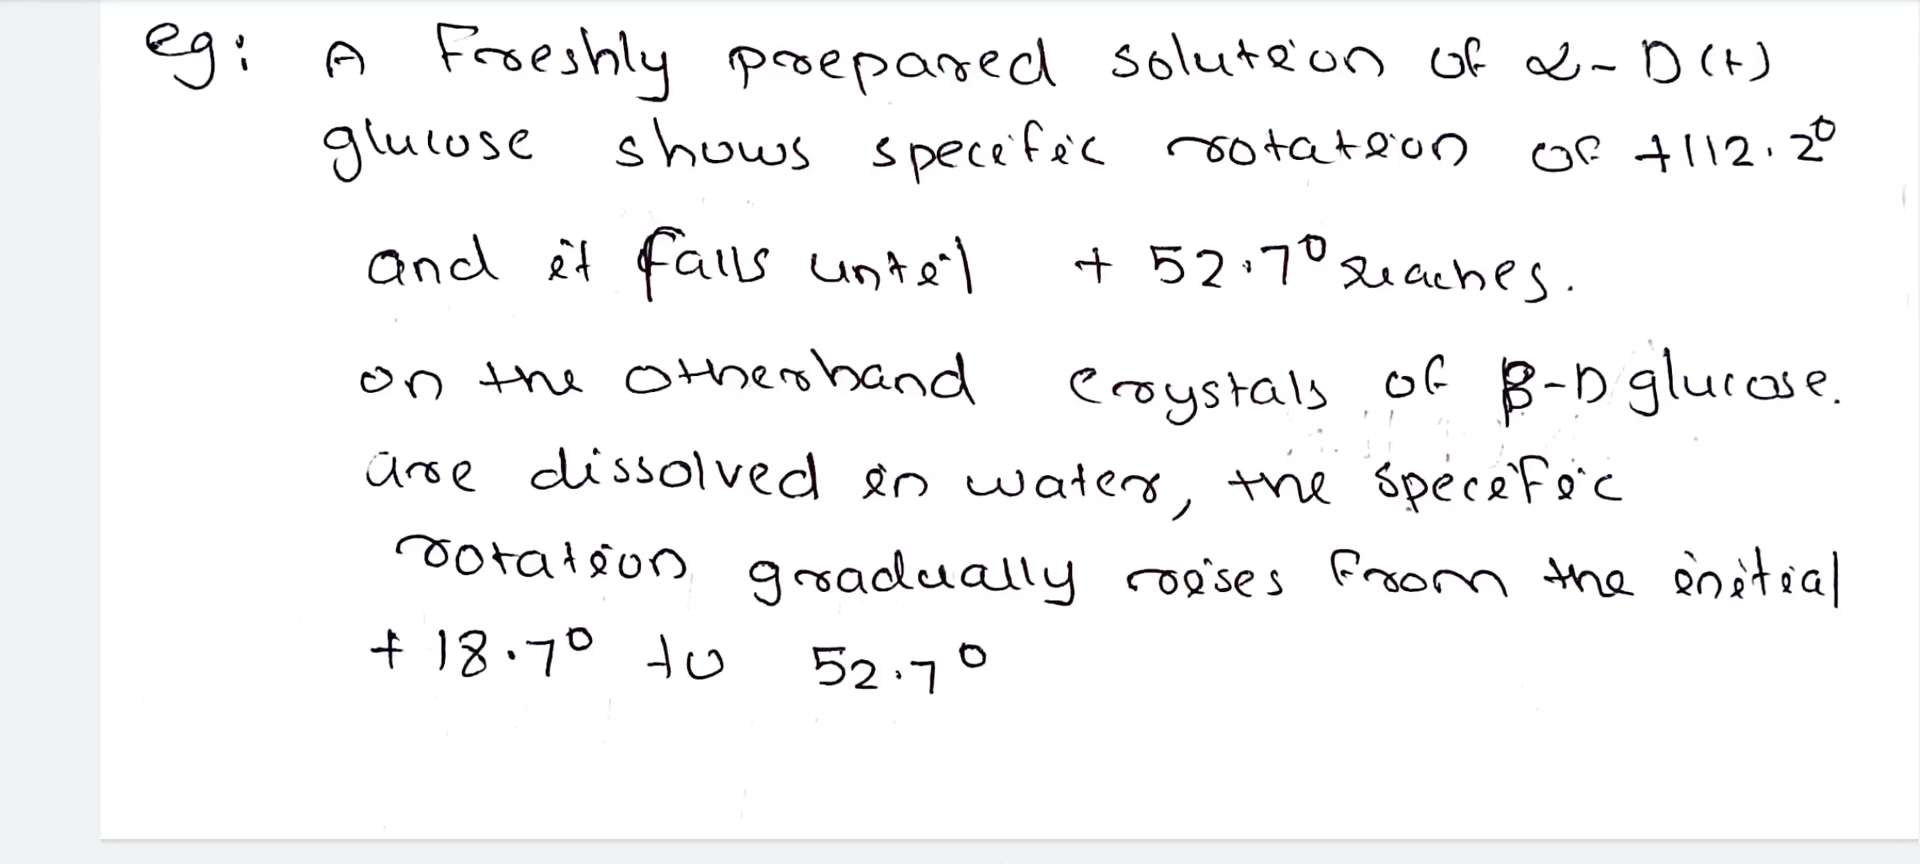 eg: A Freshly prepared solution of α-D(+)
glucose shows specific rotation of +112.2°
and it falls until +52.7° reaches.
on the otherhand crystals of β-D glucose.
are dissolved in water, the specific
rotation gradually rises from the initial
+18.7° to 52.7°